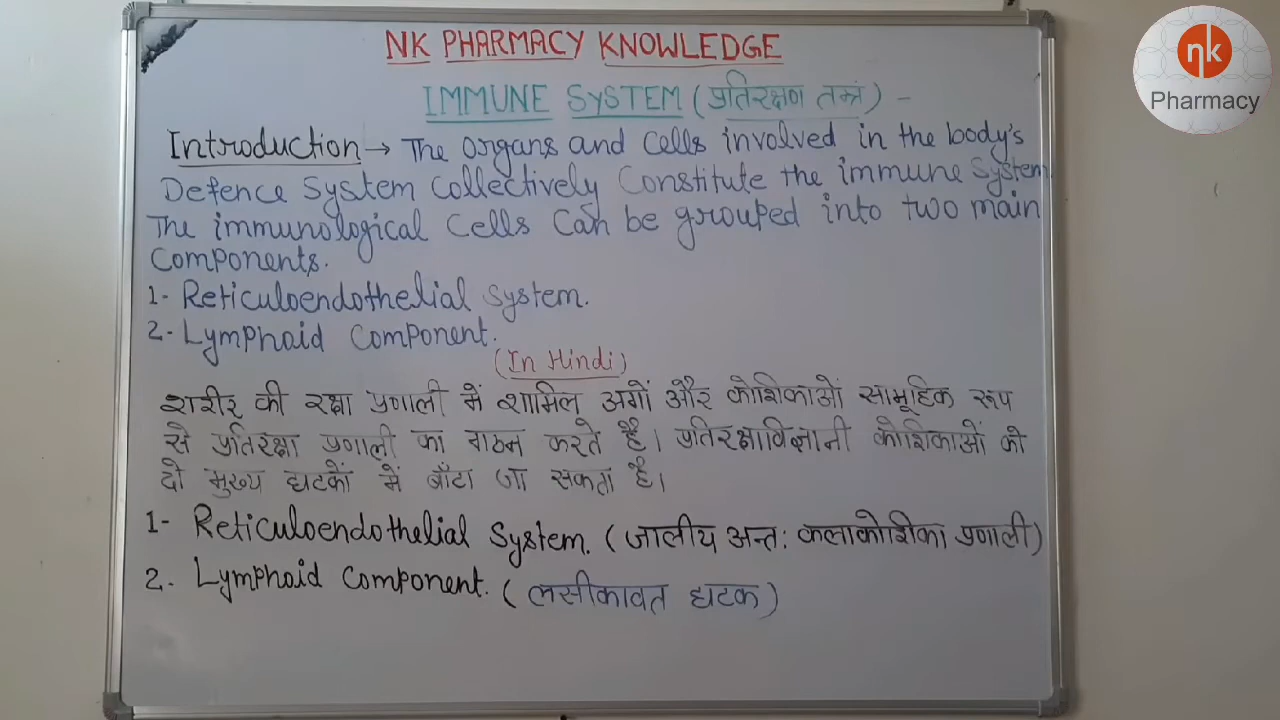 NK PHARMACY KNOWLEDGE
nk
Pharmacy
IMMUNE SYSTEM (प्रतिरक्षण तन्त्रं) -
Introduction → The organs and cells involved in the body's
Defence System Collectively Constitute the immune System.
The immunological Cells Can be grouped into two main
Components.
1- Reticuloendothelial System.
2- Lymphoid Component.
(In Hindi)
शरीर की रक्षा प्रणाली में शामिल अगों और कोशिकाओं सामूहिक रूप
से प्रतिरक्षा प्रणाली का गठन करते हैं। प्रतिरक्षाविज्ञानी कोशिकाओं को
दो मुख्य घटकों में बाँटा जा सकता है।
1- Reticuloendothelial System. (जालीय अन्त: कलाकोशिका प्रणाली)
2. Lymphoid Component. (लसीकावत घटक)